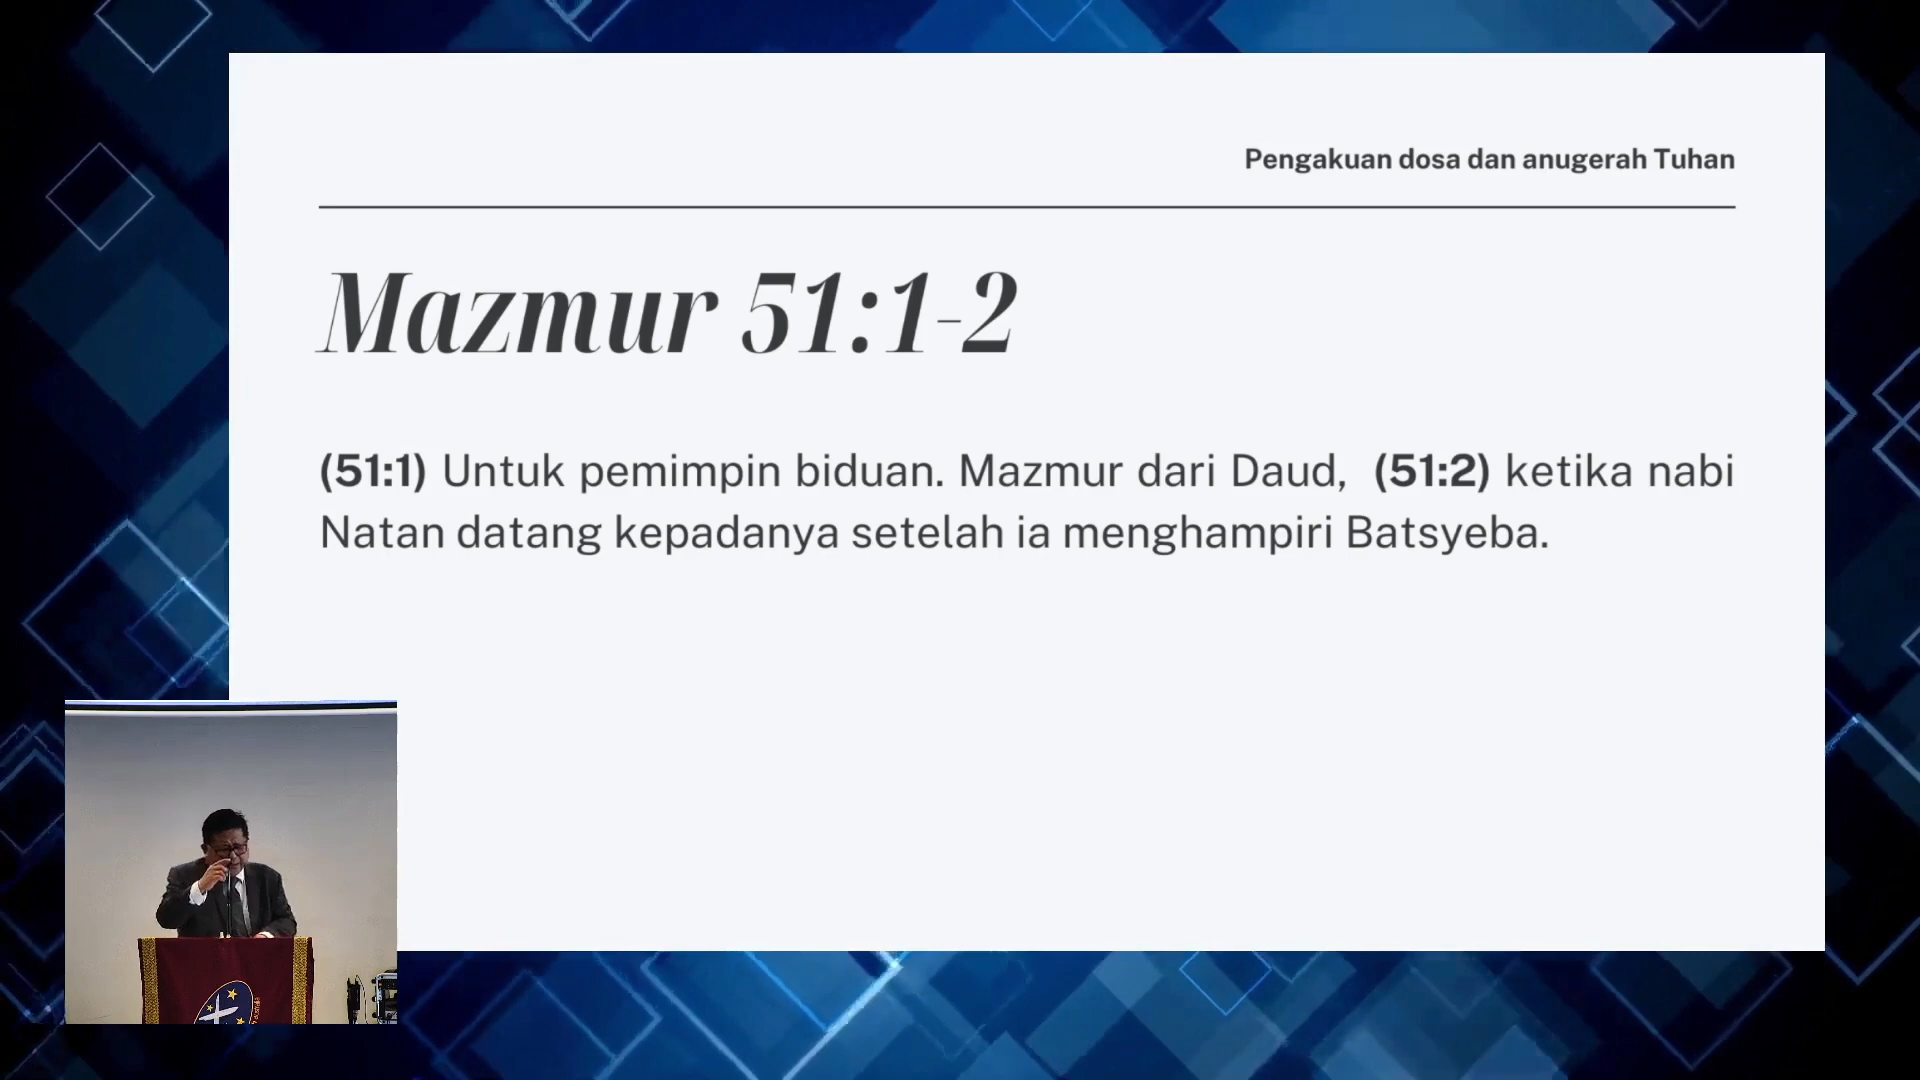 Pengakuan dosa dan anugerah Tuhan
Mazmur 51:1-2
(51:1) Untuk pemimpin biduan. Mazmur dari Daud, (51:2) ketika nabi
Natan datang kepadanya setelah ia menghampiri Batsyeba.